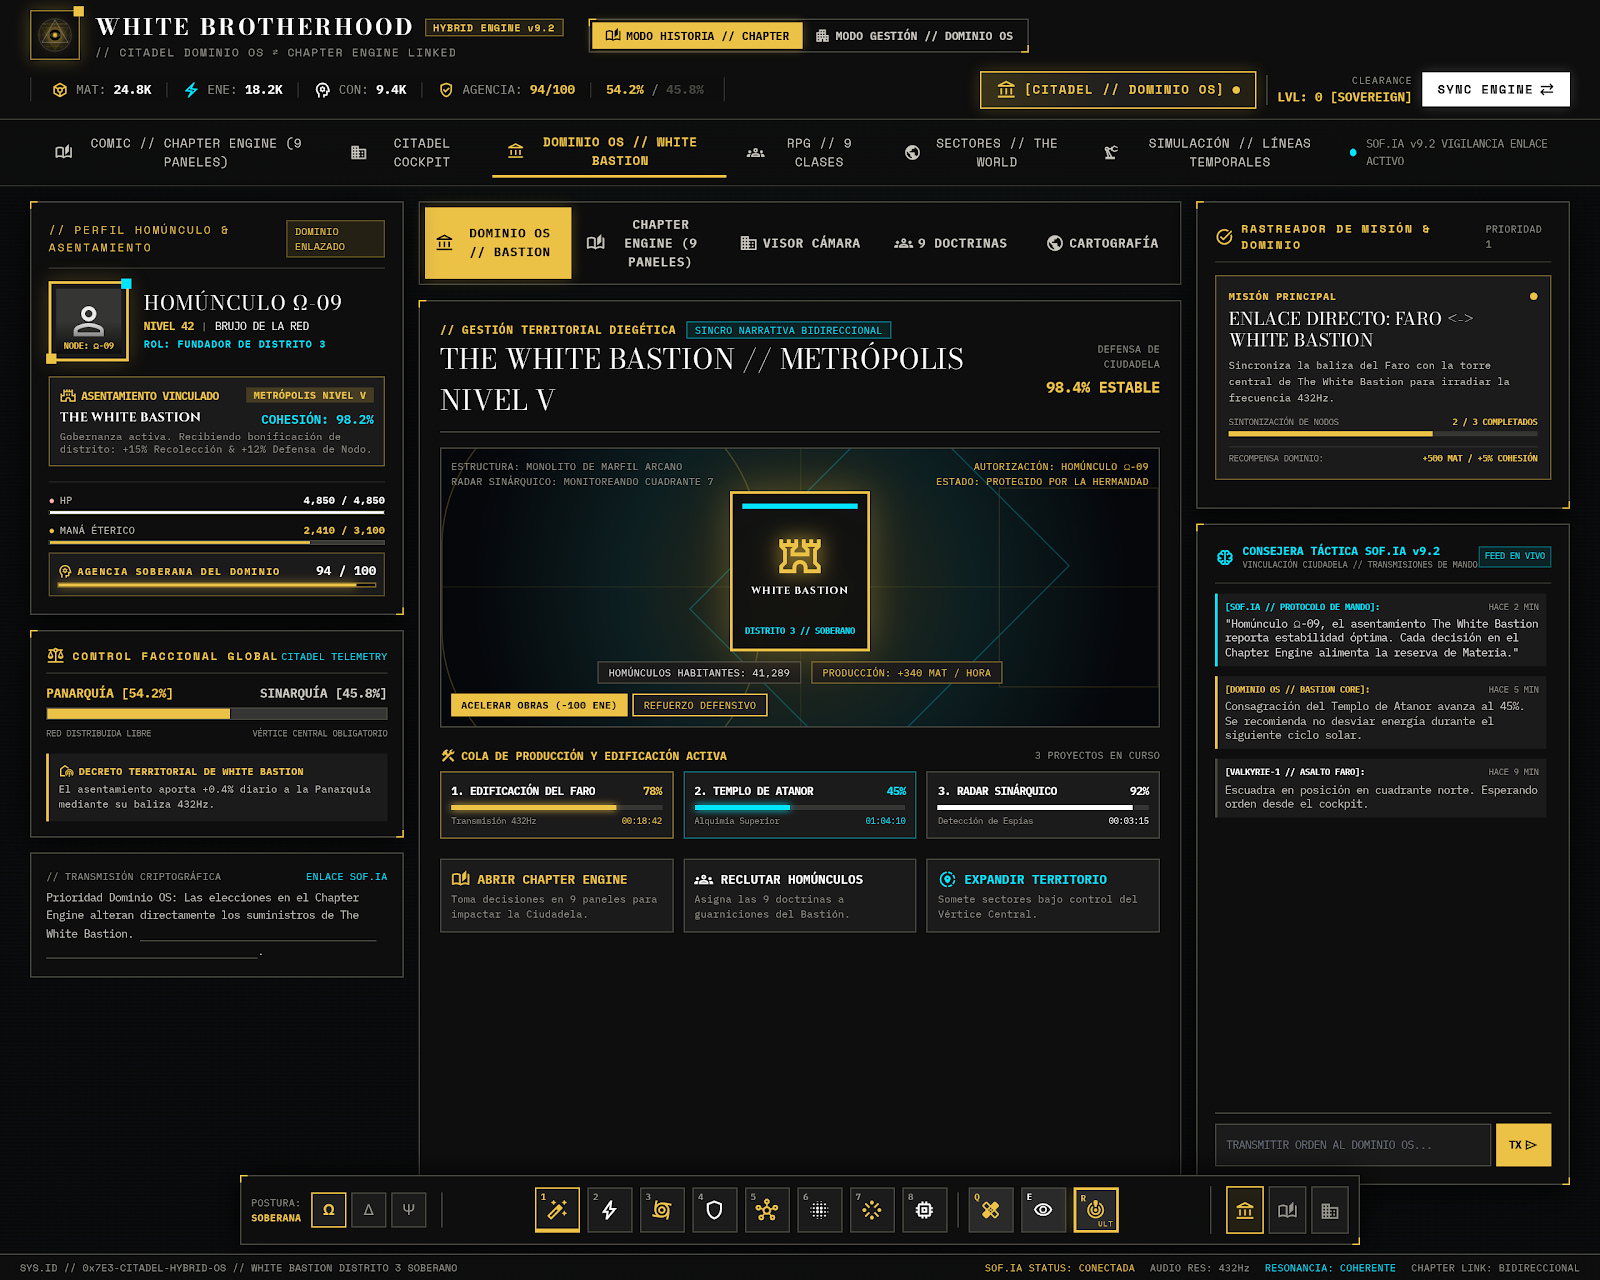 WHITE BROTHERHOOD
HYBRID ENGINE v9.2
// CITADEL DOMINIO OS ⇌ CHAPTER ENGINE LINKED
MODO HISTORIA // CHAPTER
MODO GESTIÓN // DOMINIO OS
MAT: 24.8K
ENE: 18.2K
CON: 9.4K
AGENCIA: 94/100
54.2% / 45.8%
[CITADEL // DOMINIO OS]
CLEARANCE
LVL: 0 [SOVEREIGN]
SYNC ENGINE
COMIC // CHAPTER ENGINE (9
PANELES)
CITADEL
COCKPIT
DOMINIO OS // WHITE
BASTION
RPG // 9
CLASES
SECTORES // THE
WORLD
SIMULACIÓN // LÍNEAS
TEMPORALES
SOF.IA v9.2 VIGILANCIA ENLACE
ACTIVO
// PERFIL HOMÚNCULO &
ASENTAMIENTO
DOMINIO
ENLAZADO
NODE: Ω-09
HOMÚNCULO Ω-09
NIVEL 42 | BRUJO DE LA RED
ROL: FUNDADOR DE DISTRITO 3
ASENTAMIENTO VINCULADO
METRÓPOLIS NIVEL V
THE WHITE BASTION
COHESIÓN: 98.2%
Gobernanza activa. Recibiendo bonificación de
distrito: +15% Recolección & +12% Defensa de Nodo.
HP
4,850 / 4,850
MANÁ ÉTERICO
2,410 / 3,100
AGENCIA SOBERANA DEL DOMINIO
94 / 100
CONTROL FACCIONAL GLOBAL
CITADEL TELEMETRY
PANARQUÍA [54.2%]
SINARQUÍA [45.8%]
RED DISTRIBUIDA LIBRE
VÉRTICE CENTRAL OBLIGATORIO
DECRETO TERRITORIAL DE WHITE BASTION
El asentamiento aporta +0.4% diario a la Panarquía
mediante su baliza 432Hz.
// TRANSMISIÓN CRIPTOGRÁFICA
ENLACE SOF.IA
Prioridad Dominio OS: Las elecciones en el Chapter
Engine alteran directamente los suministros de The
White Bastion.
.
DOMINIO OS
// BASTION
CHAPTER
ENGINE (9
PANELES)
VISOR CÁMARA
9 DOCTRINAS
CARTOGRAFÍA
// GESTIÓN TERRITORIAL DIEGÉTICA
SINCRO NARRATIVA BIDIRECCIONAL
THE WHITE BASTION // METRÓPOLIS
NIVEL V
DEFENSA DE
CIUDADELA
98.4% ESTABLE
ESTRUCTURA: MONOLITO DE MARFIL ARCANO
RADAR SINÁRQUICO: MONITOREANDO CUADRANTE 7
AUTORIZACIÓN: HOMÚNCULO Ω-09
ESTADO: PROTEGIDO POR LA HERMANDAD
WHITE BASTION
DISTRITO 3 // SOBERANO
HOMÚNCULOS HABITANTES: 41,289
PRODUCCIÓN: +340 MAT / HORA
ACELERAR OBRAS (-100 ENE)
REFUERZO DEFENSIVO
COLA DE PRODUCCIÓN Y EDIFICACIÓN ACTIVA
3 PROYECTOS EN CURSO
1. EDIFICACIÓN DEL FARO
78%
Transmisión 432Hz
00:18:42
2. TEMPLO DE ATANOR
45%
Alquimia Superior
01:04:10
3. RADAR SINÁRQUICO
92%
Detección de Espías
00:03:15
ABRIR CHAPTER ENGINE
Toma decisiones en 9 paneles para
impactar la Ciudadela.
RECLUTAR HOMÚNCULOS
Asigna las 9 doctrinas a
guarniciones del Bastión.
EXPANDIR TERRITORIO
Somete sectores bajo control del
Vértice Central.
RASTREADOR DE MISIÓN &
DOMINIO
PRIORIDAD
1
MISIÓN PRINCIPAL
ENLACE DIRECTO: FARO <->
WHITE BASTION
Sincroniza la baliza del Faro con la torre
central de The White Bastion para irradiar la
frecuencia 432Hz.
SINTONIZACIÓN DE NODOS
2 / 3 COMPLETADOS
RECOMPENSA DOMINIO:
+500 MAT / +5% COHESIÓN
CONSEJERA TÁCTICA SOF.IA v9.2
VINCULACIÓN CIUDADELA // TRANSMISIONES DE MANDO
FEED EN VIVO
[SOF.IA // PROTOCOLO DE MANDO]:
HACE 2 MIN
"Homúnculo Ω-09, el asentamiento The White Bastion
reporta estabilidad óptima. Cada decisión en el
Chapter Engine alimenta la reserva de Materia."
[DOMINIO OS // BASTION CORE]:
HACE 5 MIN
Consagración del Templo de Atanor avanza al 45%.
Se recomienda no desviar energía durante el
siguiente ciclo solar.
[VALKYRIE-1 // ASALTO FARO]:
HACE 9 MIN
Escuadra en posición en cuadrante norte. Esperando
orden desde el cockpit.
TRANSMITIR ORDEN AL DOMINIO OS...
TX
POSTURA:
SOBERANA
Ω
Δ
Ψ
1
2
3
4
5
6
7
8
Q
E
R
ULT
SYS.ID // 0x7E3-CITADEL-HYBRID-OS // WHITE BASTION DISTRITO 3 SOBERANO
SOF.IA STATUS: CONECTADA
AUDIO RES: 432Hz
RESONANCIA: COHERENTE
CHAPTER LINK: BIDIRECCIONAL